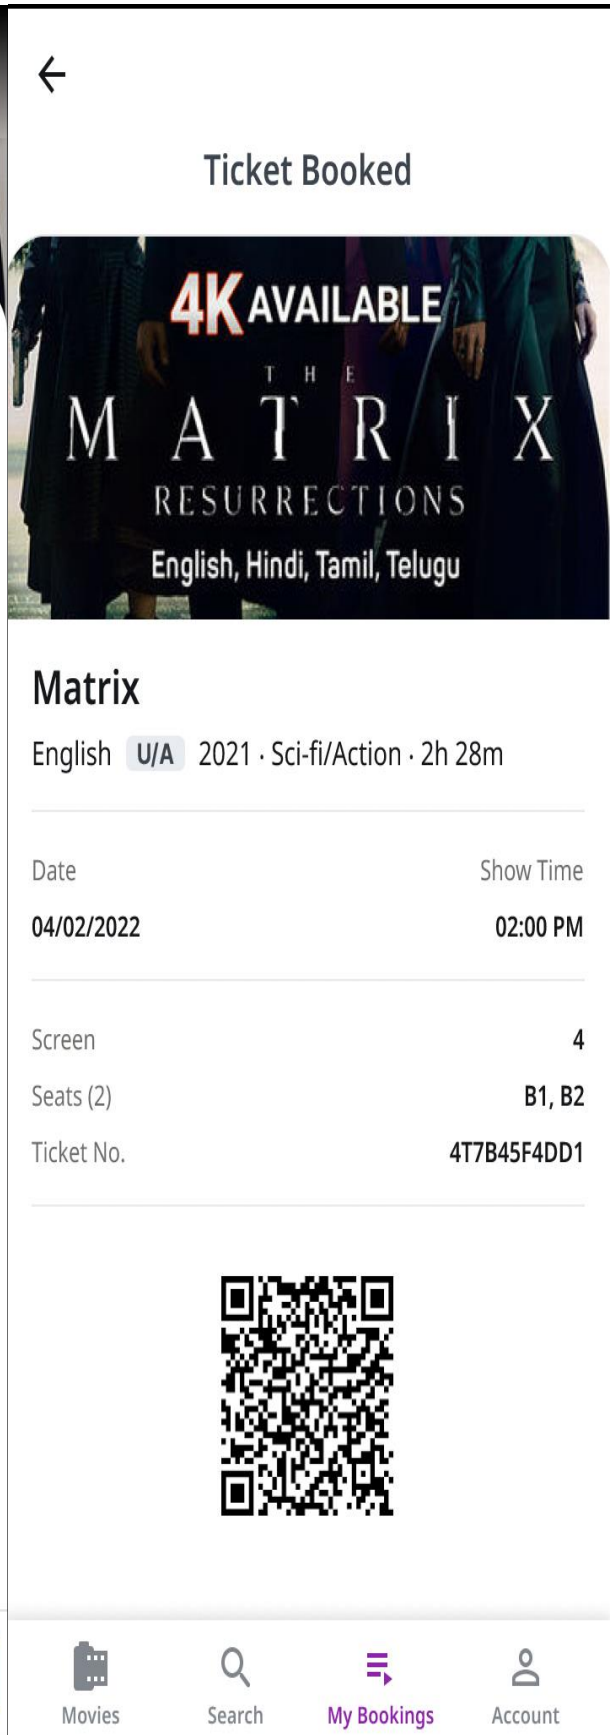 Ticket Booked
4K AVAILABLE
THE
MATRIX
RESURRECTIONS
English, Hindi, Tamil, Telugu
Matrix
English U/A 2021 · Sci-fi/Action · 2h 28m
Date Show Time
04/02/2022 02:00 PM
Screen 4
Seats (2) B1, B2
Ticket No. 4T7B45F4DD1
Movies Search My Bookings Account